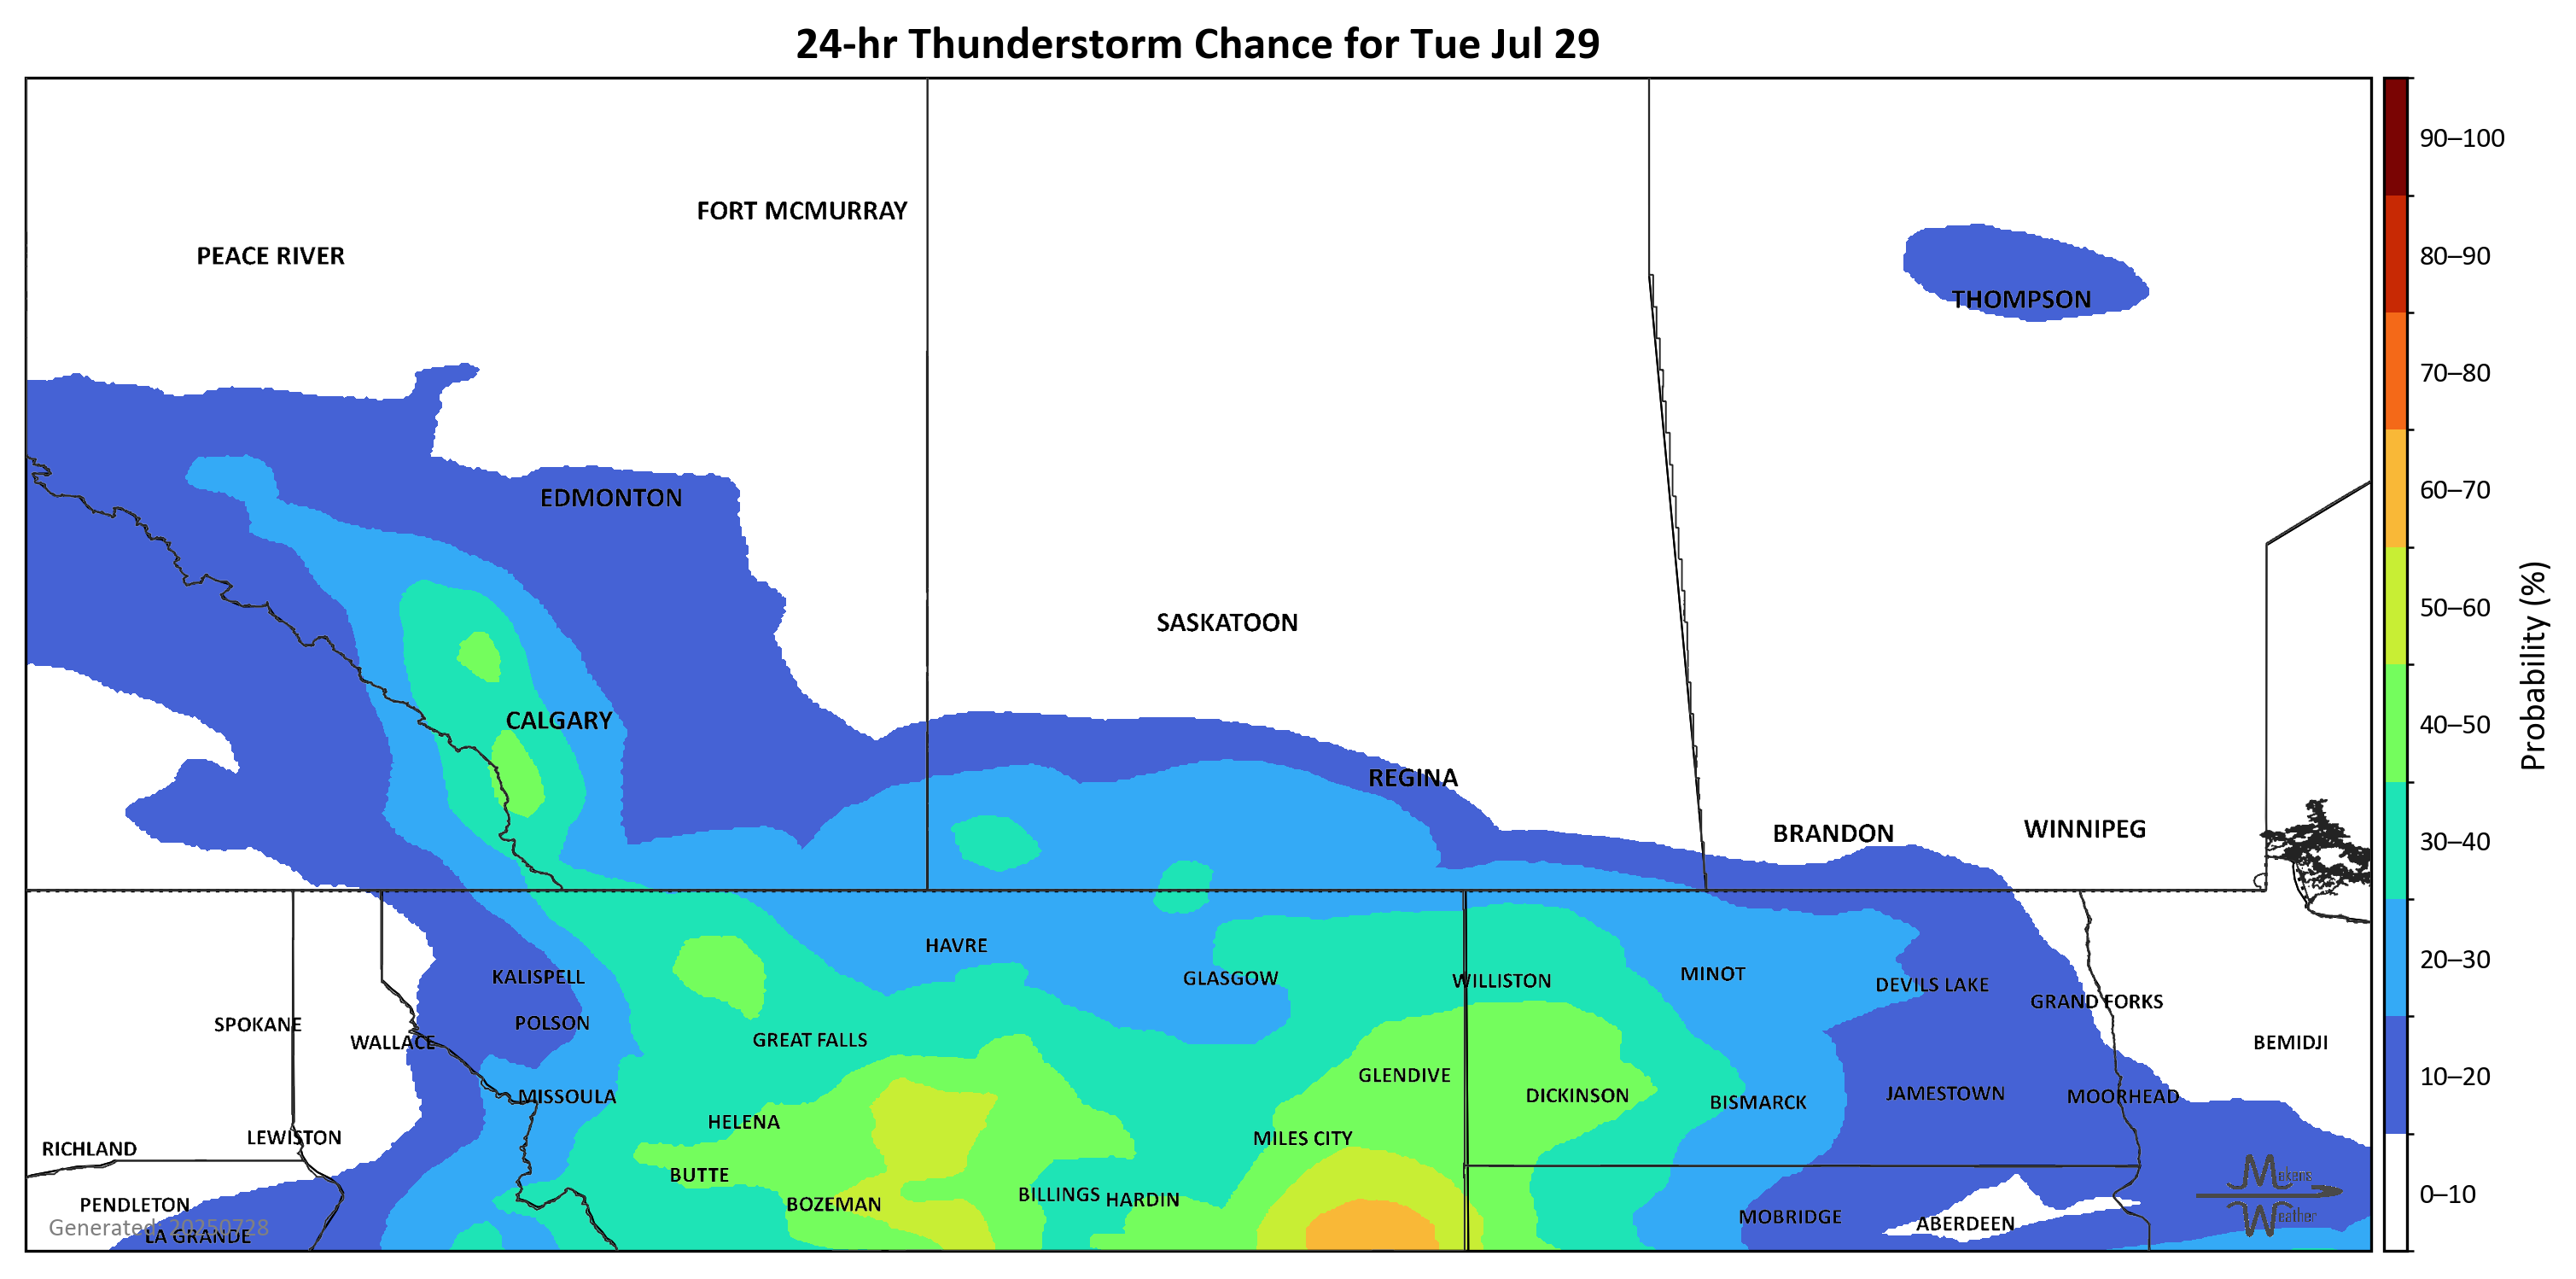 24-hr Thunderstorm Chance for Tue Jul 29
90–100
FORT MCMURRAY
PEACE RIVER
80–90
THOMPSON
70–80
EDMONTON
60–70
SASKATOON
50–60
Probability (%)
CALGARY
40–50
REGINA
BRANDON
WINNIPEG
30–40
HAVRE
20–30
KALISPELL
GLASGOW
WILLISTON
MINOT
DEVILS LAKE
GRAND FORKS
SPOKANE
POLSON
WALLACE
GREAT FALLS
BEMIDJI
GLENDIVE
10–20
MISSOULA
DICKINSON
BISMARCK
JAMESTOWN
MOORHEAD
HELENA
LEWISTON
MILES CITY
RICHLAND
BUTTE
Makens
BILLINGS
HARDIN
0–10
PENDLETON
BOZEMAN
MOBRIDGE
Weather
ABERDEEN
Generated: 20250728
LA GRANDE